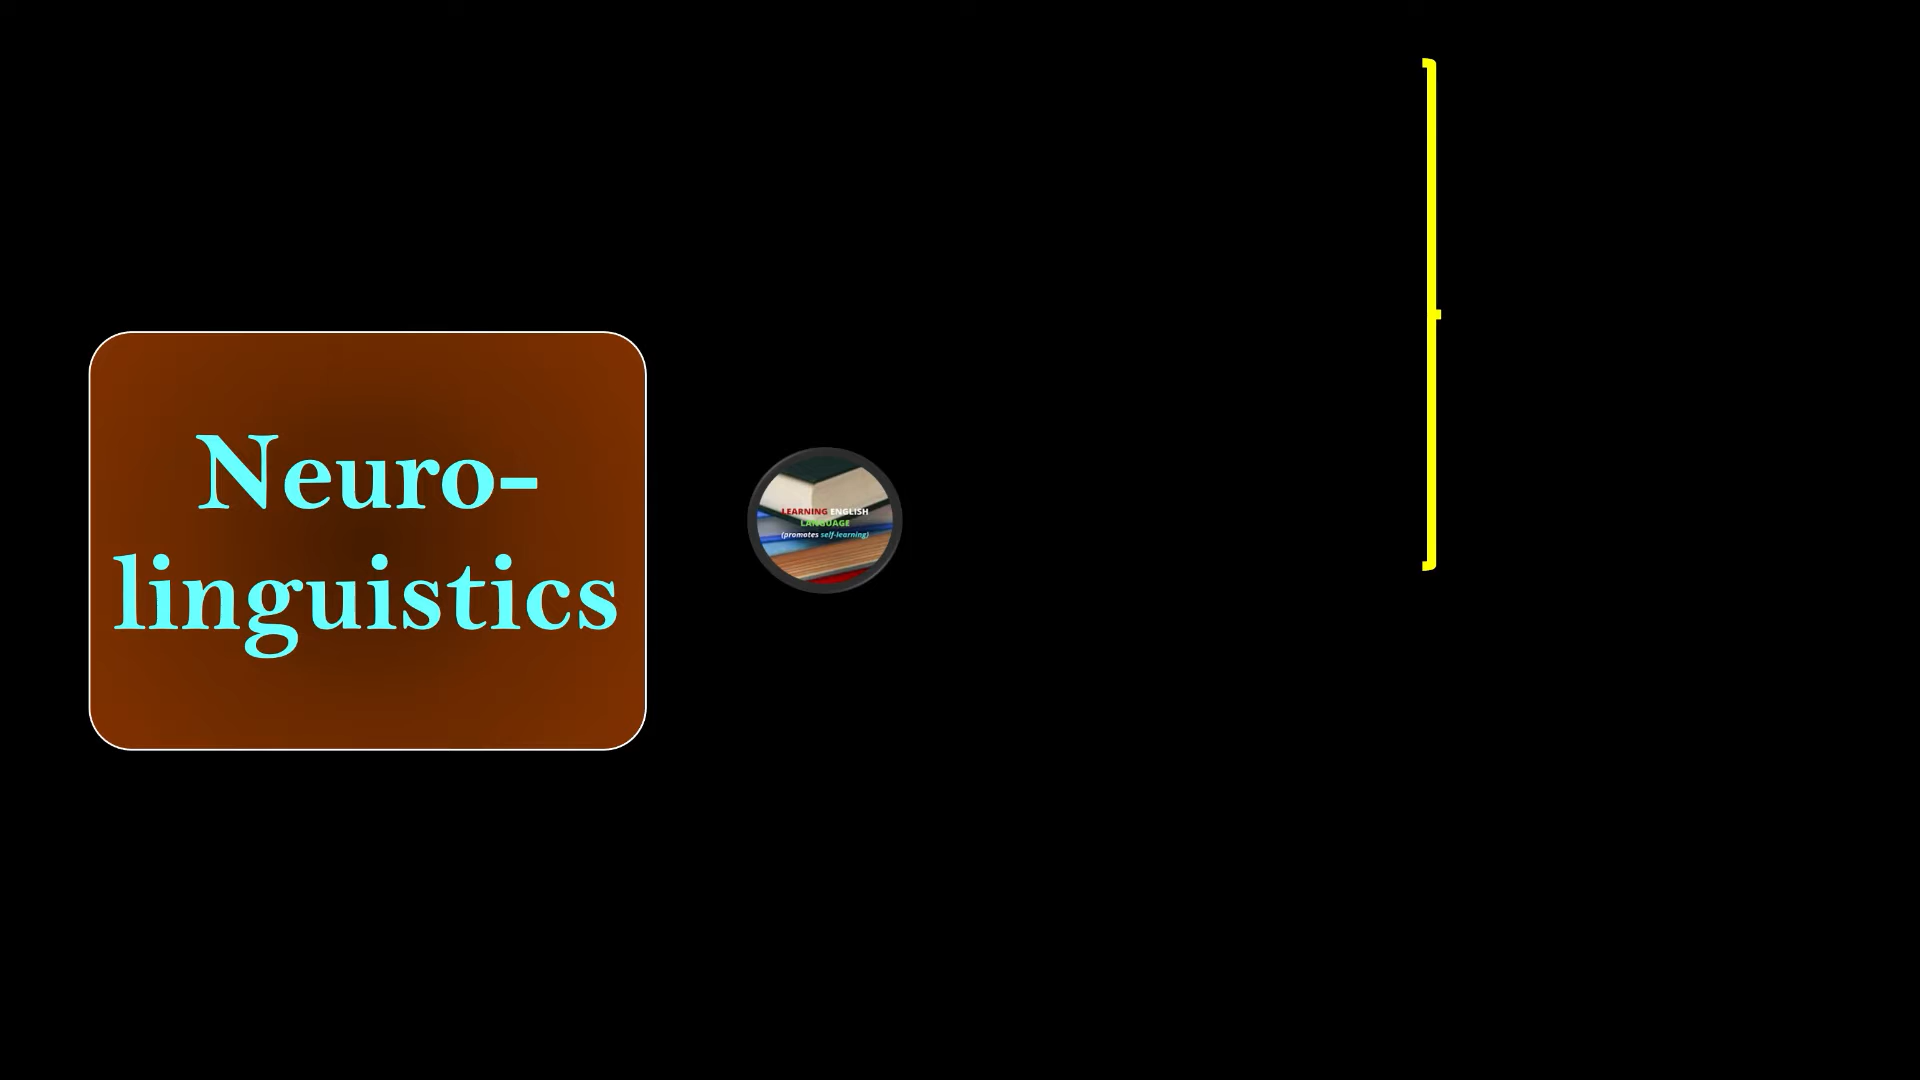 Neuro-
linguistics
LEARNING ENGLISH
LANGUAGE
(promotes self-learning)